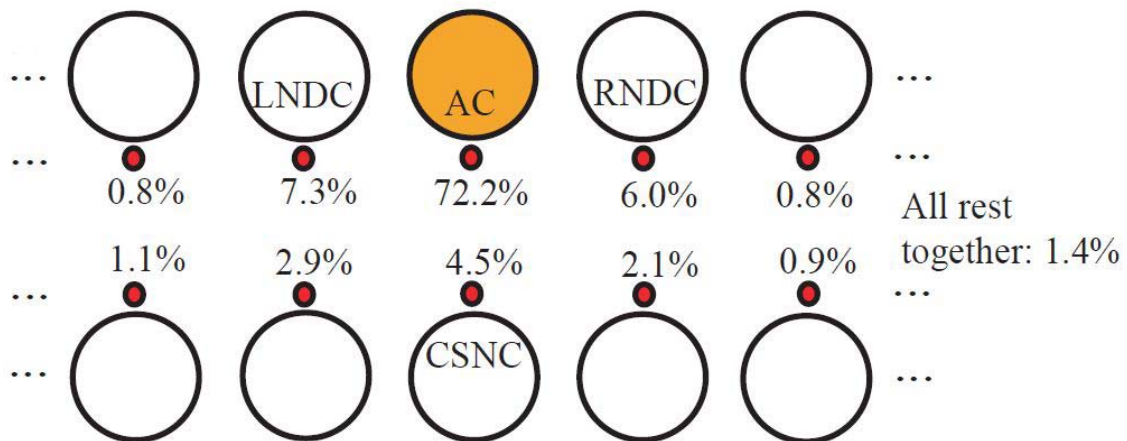 ... LNDC AC RNDC ...
... ...
0.8% 7.3% 72.2% 6.0% 0.8%
All rest
together: 1.4%
1.1% 2.9% 4.5% 2.1% 0.9%
... ...
... CSNC ...